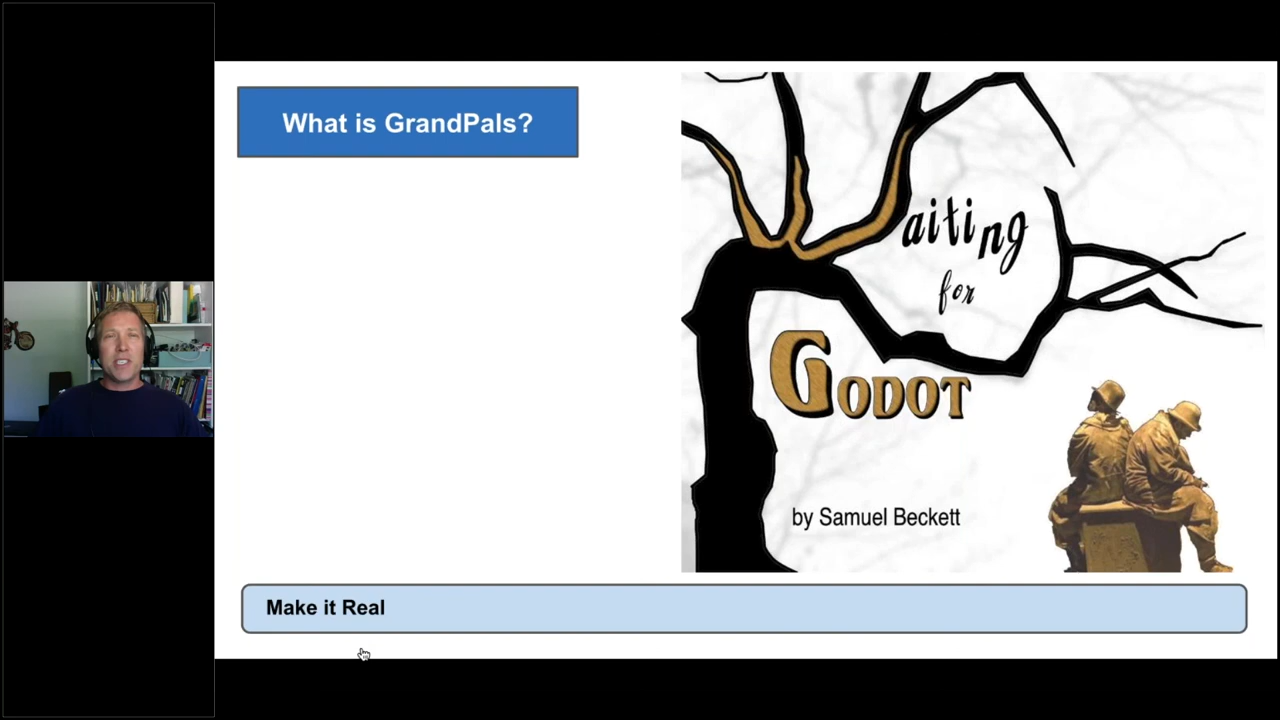 What is GrandPals?
aiting
for
GODOT
by Samuel Beckett
Make it Real